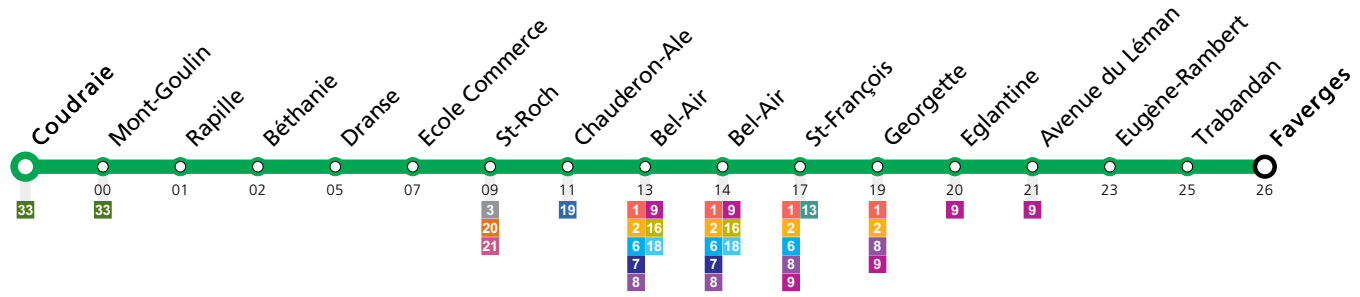 Coudraie
Mont-Goulin
Rapille
Béthanie
Dranse
Ecole Commerce
St-Roch
Chauderon-Ale
Bel-Air
Bel-Air
St-François
Georgette
Eglantine
Avenue du Léman
Eugène-Rambert
Trabandan
Faverges
00 01 02 05 07 09 11 13 14 17 19 20 21 23 25 26
33 33 3 19 1 9 1 9 1 13 1 9 9
20 2 16 2 16 2 2
21 6 18 6 18 6 8
7 7 8 9
8 8 9